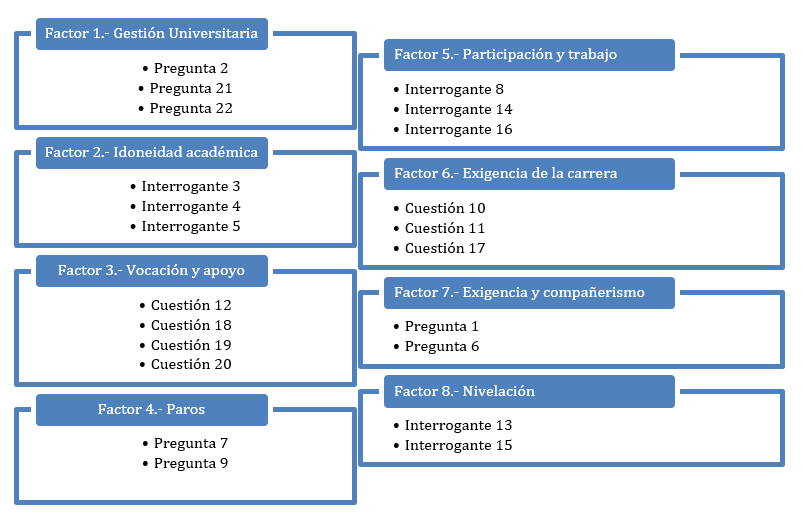 Factor 1.- Gestión Universitaria
• Pregunta 2
• Pregunta 21
• Pregunta 22
Factor 2.- Idoneidad académica
• Interrogante 3
• Interrogante 4
• Interrogante 5
Factor 3.- Vocación y apoyo
• Cuestión 12
• Cuestión 18
• Cuestión 19
• Cuestión 20
Factor 4.- Paros
• Pregunta 7
• Pregunta 9
Factor 5.- Participación y trabajo
• Interrogante 8
• Interrogante 14
• Interrogante 16
Factor 6.- Exigencia de la carrera
• Cuestión 10
• Cuestión 11
• Cuestión 17
Factor 7.- Exigencia y compañerismo
• Pregunta 1
• Pregunta 6
Factor 8.- Nivelación
• Interrogante 13
• Interrogante 15